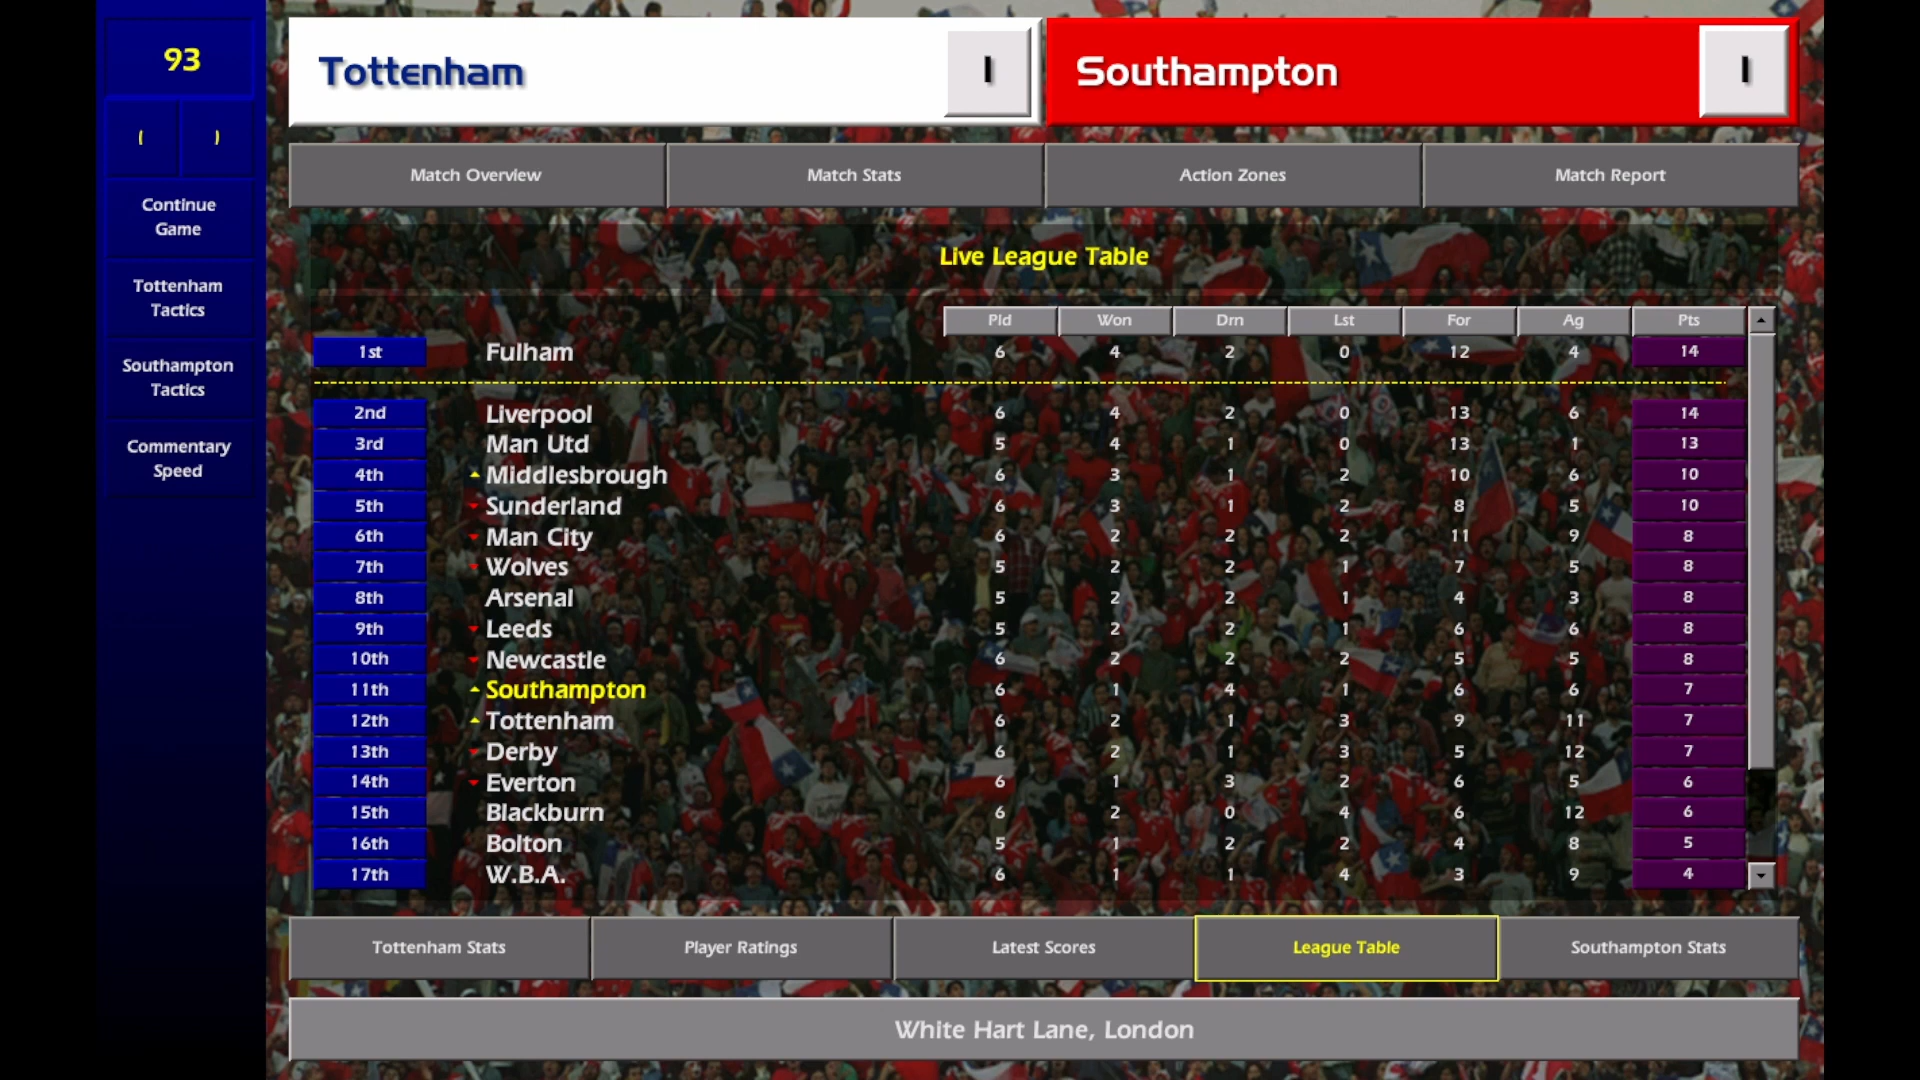 93
Tottenham 1 Southampton 1
( )
Continue
Game
Tottenham
Tactics
Southampton
Tactics
Commentary
Speed
Match Overview Match Stats Action Zones Match Report
Live League Table
Pld Won Drn Lst For Ag Pts
1st Fulham 6 4 2 0 12 4 14
2nd Liverpool 6 4 2 0 13 6 14
3rd Man Utd 5 4 1 0 13 1 13
4th Middlesbrough 6 3 1 2 10 6 10
5th Sunderland 6 3 1 2 8 5 10
6th Man City 6 2 2 2 11 9 8
7th Wolves 5 2 2 1 7 5 8
8th Arsenal 5 2 2 1 4 3 8
9th Leeds 5 2 2 1 6 6 8
10th Newcastle 6 2 2 2 5 5 8
11th Southampton 6 1 4 1 6 6 7
12th Tottenham 6 2 1 3 9 11 7
13th Derby 6 2 1 3 5 12 7
14th Everton 6 1 3 2 6 5 6
15th Blackburn 6 2 0 4 6 12 6
16th Bolton 5 1 2 2 4 8 5
17th W.B.A. 6 1 1 4 3 9 4
Tottenham Stats Player Ratings Latest Scores League Table Southampton Stats
White Hart Lane, London